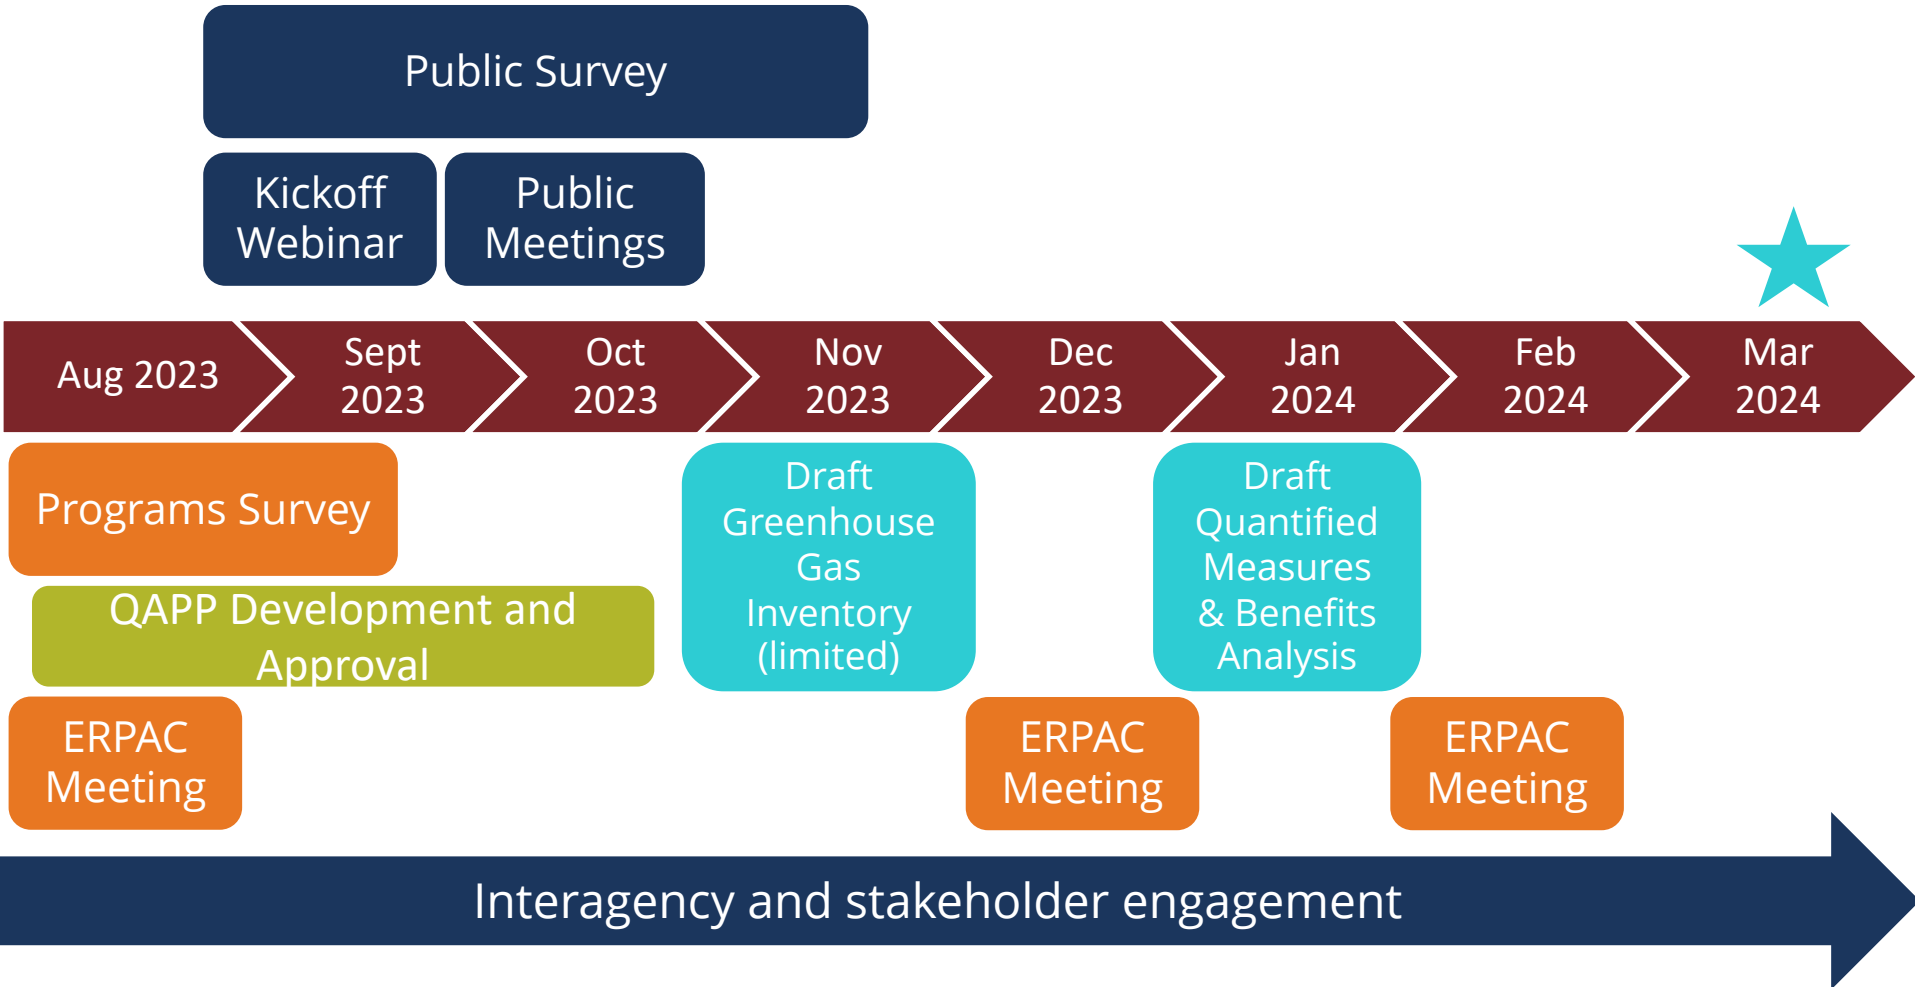 Public Survey
Kickoff
Webinar
Public
Meetings
Aug 2023
Sept
2023
Oct
2023
Nov
2023
Dec
2023
Jan
2024
Feb
2024
Mar
2024
Programs Survey
QAPP Development and
Approval
ERPAC
Meeting
Draft
Greenhouse
Gas
Inventory
(limited)
ERPAC
Meeting
Draft
Quantified
Measures
& Benefits
Analysis
ERPAC
Meeting
Interagency and stakeholder engagement